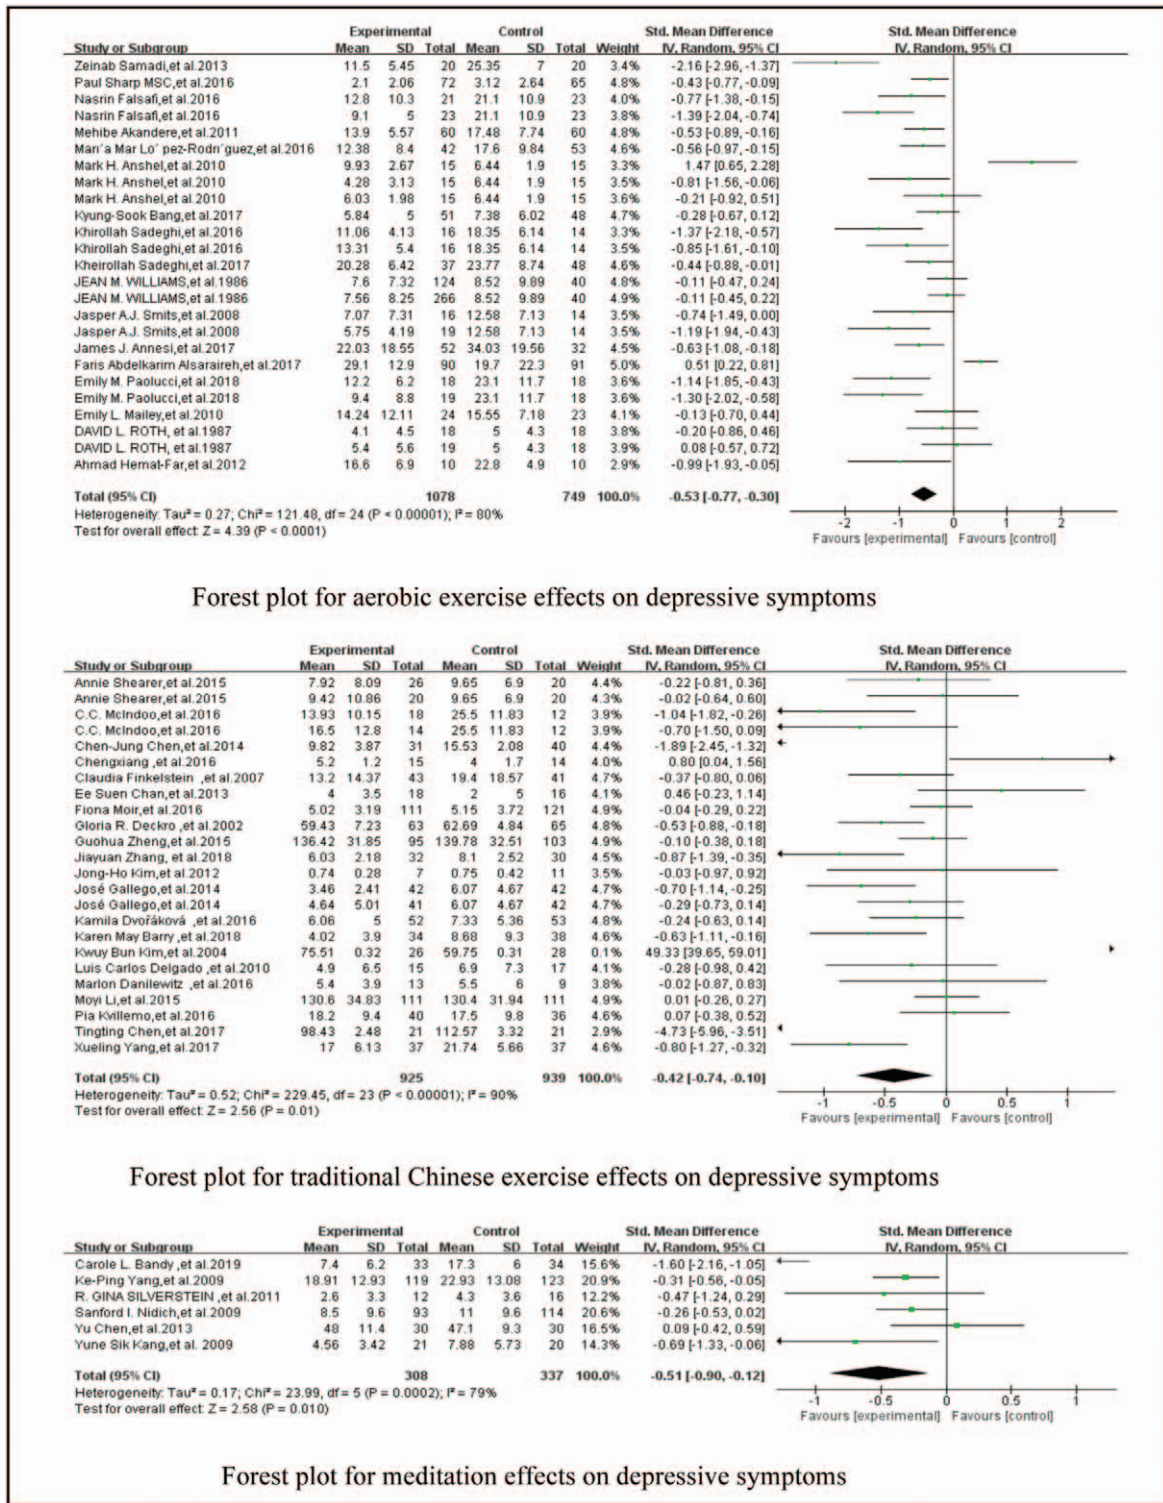 Experimental Control Std. Mean Difference Std. Mean Difference
Study or Subgroup Mean SD Total Mean SD Total Weight IV, Random, 95% CI IV, Random, 95% CI
Zeinab Samadi,et al.2013 11.5 5.45 20 25.35 7 20 3.4% -2.16 [-2.96, -1.37]
Paul Sharp MSC,et al.2016 2.1 2.06 72 3.12 2.64 65 4.8% -0.43 [-0.77, -0.09]
Nasrin Falsafi,et al.2016 12.8 10.3 21 21.1 10.9 23 4.0% -0.77 [-1.38, -0.15]
Nasrin Falsafi,et al.2016 9.1 5 23 21.1 10.9 23 3.9% -1.39 [-2.04, -0.74]
Mehibe Akandere,et al.2011 13.9 5.57 60 17.48 7.74 60 4.8% -0.53 [-0.89, -0.16]
Mari´a Mar Lo´ pez-Rodrı´guez,et al.2016 12.38 8.4 42 17.6 9.84 53 4.6% -0.56 [-0.97, -0.15]
Mark H. Anshel,et al.2010 9.93 2.67 15 6.44 1.9 15 3.3% 1.47 [0.65, 2.28]
Mark H. Anshel,et al.2010 4.28 3.13 15 6.44 1.9 15 3.5% -0.81 [-1.56, -0.06]
Mark H. Anshel,et al.2010 6.03 1.98 15 6.44 1.9 15 3.6% -0.21 [-0.92, 0.51]
Kyung-Sook Bang,et al.2017 5.84 5 51 7.38 6.02 48 4.7% -0.28 [-0.67, 0.12]
Khirollah Sadeghi,et al.2016 11.06 4.13 16 18.35 6.14 14 3.3% -1.37 [-2.18, -0.57]
Khirollah Sadeghi,et al.2016 13.31 5.4 16 18.35 6.14 14 3.5% -0.85 [-1.61, -0.10]
Kheirollah Sadeghi,et al.2017 20.28 6.42 37 23.77 8.74 48 4.6% -0.44 [-0.88, -0.01]
JEAN M. WILLIAMS,et al.1986 7.6 7.32 124 8.52 9.89 40 4.8% -0.11 [-0.47, 0.24]
JEAN M. WILLIAMS,et al.1986 7.56 8.25 266 8.52 9.89 40 4.9% -0.11 [-0.45, 0.22]
Jasper A.J. Smits,et al.2008 7.07 7.31 16 12.58 7.13 14 3.5% -0.74 [-1.49, 0.00]
Jasper A.J. Smits,et al.2008 5.75 4.19 19 12.58 7.13 14 3.5% -1.19 [-1.94, -0.43]
James J. Annesi,et al.2017 22.03 18.55 52 34.03 19.56 32 4.5% -0.63 [-1.08, -0.18]
Faris Abdelkarim Alsaraireh,et al.2017 29.1 12.9 90 19.7 22.3 91 5.0% 0.51 [0.22, 0.81]
Emily M. Paolucci,et al.2018 12.2 6.2 18 23.1 11.7 18 3.6% -1.14 [-1.85, -0.43]
Emily M. Paolucci,et al.2018 9.4 8.8 19 23.1 11.7 18 3.6% -1.30 [-2.02, -0.58]
Emily L. Mailey,et al.2010 14.24 12.11 24 15.55 7.18 23 4.1% -0.13 [-0.70, 0.44]
DAVID L. ROTH, et al.1987 4.1 4.5 18 5 4.3 18 3.8% -0.20 [-0.86, 0.46]
DAVID L. ROTH, et al.1987 5.4 5.6 19 5 4.3 18 3.8% 0.08 [-0.57, 0.72]
Ahmad Hemat-Far,et al.2012 16.6 6.9 10 22.8 4.9 10 2.9% -0.99 [-1.93, -0.05]
Total (95% CI) 1078 749 100.0% -0.53 [-0.77, -0.30]
Heterogeneity: Tau² = 0.27; Chi² = 121.48, df = 24 (P < 0.00001); I² = 80%
Test for overall effect: Z = 4.39 (P < 0.0001)
-2 -1 0 1 2
Favours [experimental] Favours [control]
Forest plot for aerobic exercise effects on depressive symptoms
Experimental Control Std. Mean Difference Std. Mean Difference
Study or Subgroup Mean SD Total Mean SD Total Weight IV, Random, 95% CI IV, Random, 95% CI
Annie Shearer,et al.2015 7.92 8.09 26 9.65 6.9 20 4.4% -0.22 [-0.81, 0.36]
Annie Shearer,et al.2015 9.42 10.86 20 9.65 6.9 20 4.3% -0.02 [-0.64, 0.60]
C.C. McIndoo,et al.2016 13.93 10.15 18 25.5 11.83 12 3.9% -1.04 [-1.82, -0.26]
C.C. McIndoo,et al.2016 16.5 12.8 14 25.5 11.83 12 3.9% -0.70 [-1.50, 0.09]
Chen-Jung Chen,et al.2014 9.82 3.87 31 15.53 2.08 40 4.4% -1.89 [-2.45, -1.32]
Chengxiang ,et al.2016 5.2 1.2 15 4 1.7 14 3.9% 0.80 [0.04, 1.56]
Claudia Finkelstein ,et al.2007 13.2 14.37 43 19.4 18.57 41 4.7% -0.37 [-0.80, 0.06]
Ee Suen Chan,et al.2013 4 3.5 18 2 5 16 4.1% 0.46 [-0.23, 1.14]
Fiona Moir,et al.2016 5.02 3.19 111 5.15 3.72 121 4.9% -0.04 [-0.29, 0.22]
Gloria R. Deckro ,et al.2002 59.43 7.23 63 62.69 4.84 65 4.8% -0.53 [-0.88, -0.18]
Guohua Zheng,et al.2015 136.42 31.85 95 139.78 32.51 103 4.9% -0.10 [-0.38, 0.18]
Jiayuan Zhang, et al.2018 6.03 2.18 32 8.1 2.52 30 4.5% -0.87 [-1.39, -0.35]
Jong-Ho Kim,et al.2012 0.74 0.28 7 0.75 0.42 11 3.5% -0.03 [-0.97, 0.92]
José Gallego,et al.2014 3.46 2.41 42 6.07 4.67 42 4.7% -0.70 [-1.14, -0.25]
José Gallego,et al.2014 4.64 5.01 41 6.07 4.67 42 4.7% -0.29 [-0.73, 0.14]
Kamila Dvořáková ,et al.2016 6.06 5 52 7.33 5.36 53 4.7% -0.24 [-0.63, 0.14]
Karen May Barry ,et al.2018 4.02 3.9 34 8.68 9.3 38 4.6% -0.63 [-1.11, -0.16]
Kwuy Bun Kim,et al.2004 75.51 0.32 26 59.75 0.31 28 0.1% 49.33 [39.65, 59.01]
Luis Carlos Delgado ,et al.2010 4.9 6.5 15 6.9 7.3 17 4.1% -0.28 [-0.98, 0.42]
Marlon Danilewitz ,et al.2016 5.4 3.9 13 5.5 6 9 3.7% -0.02 [-0.87, 0.83]
Moyi Li,et al.2015 130.6 34.83 111 130.4 31.94 111 4.9% 0.01 [-0.26, 0.27]
Pia Kvillemo,et al.2016 18.2 9.4 40 17.5 9.8 36 4.6% 0.07 [-0.38, 0.52]
Tingting Chen,et al.2017 98.43 2.48 21 112.57 3.32 21 2.9% -4.73 [-5.96, -3.51]
Xueling Yang,et al.2017 17 6.13 37 21.74 5.66 37 4.6% -0.80 [-1.27, -0.32]
Total (95% CI) 925 939 100.0% -0.42 [-0.74, -0.10]
Heterogeneity: Tau² = 0.52; Chi² = 229.45, df = 23 (P < 0.00001); I² = 90%
Test for overall effect: Z = 2.56 (P = 0.01)
-1 -0.5 0 0.5 1
Favours [experimental] Favours [control]
Forest plot for traditional Chinese exercise effects on depressive symptoms
Experimental Control Std. Mean Difference Std. Mean Difference
Study or Subgroup Mean SD Total Mean SD Total Weight IV, Random, 95% CI IV, Random, 95% CI
Carole L. Bandy ,et al.2019 7.4 6.2 33 17.3 6 34 15.6% -1.60 [-2.16, -1.05]
Ke-Ping Yang,et al.2009 18.91 12.93 119 22.93 13.08 123 20.9% -0.31 [-0.56, -0.05]
R. GINA SILVERSTEIN ,et al.2011 2.6 3.3 12 4.3 3.6 16 12.2% -0.47 [-1.24, 0.29]
Sanford I. Nidich,et al.2009 8.5 9.6 93 11 9.6 114 20.6% -0.26 [-0.53, 0.02]
Yu Chen,et al.2013 48 11.4 30 47.1 9.3 30 16.5% 0.09 [-0.42, 0.59]
Yune Sik Kang,et al. 2009 4.56 3.42 21 7.88 5.73 20 14.3% -0.69 [-1.33, -0.06]
Total (95% CI) 308 337 100.0% -0.51 [-0.90, -0.12]
Heterogeneity: Tau² = 0.17; Chi² = 23.99, df = 5 (P = 0.0002); I² = 79%
Test for overall effect: Z = 2.58 (P = 0.010)
-1 -0.5 0 0.5 1
Favours [experimental] Favours [control]
Forest plot for meditation effects on depressive symptoms